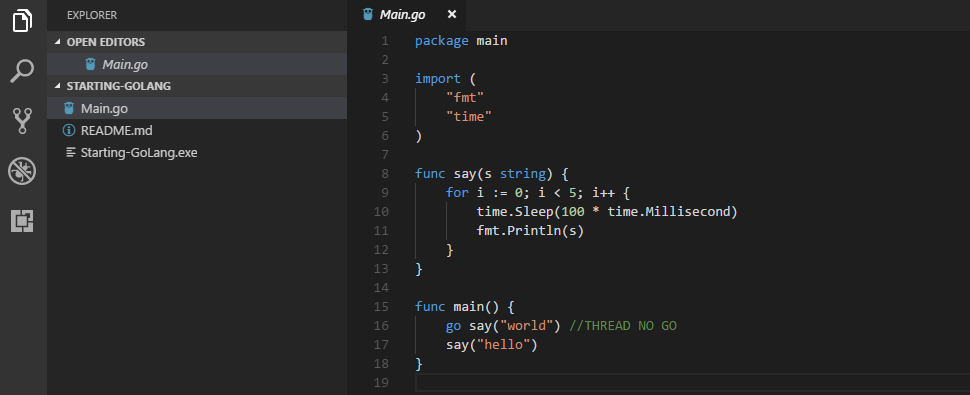 EXPLORER
OPEN EDITORS
Main.go
STARTING-GOLANG
Main.go
README.md
Starting-GoLang.exe
Main.go
1 package main
2
3 import (
4     "fmt"
5     "time"
6 )
7
8 func say(s string) {
9     for i := 0; i < 5; i++ {
10         time.Sleep(100 * time.Millisecond)
11         fmt.Println(s)
12     }
13 }
14
15 func main() {
16     go say("world") //THREAD NO GO
17     say("hello")
18 }
19